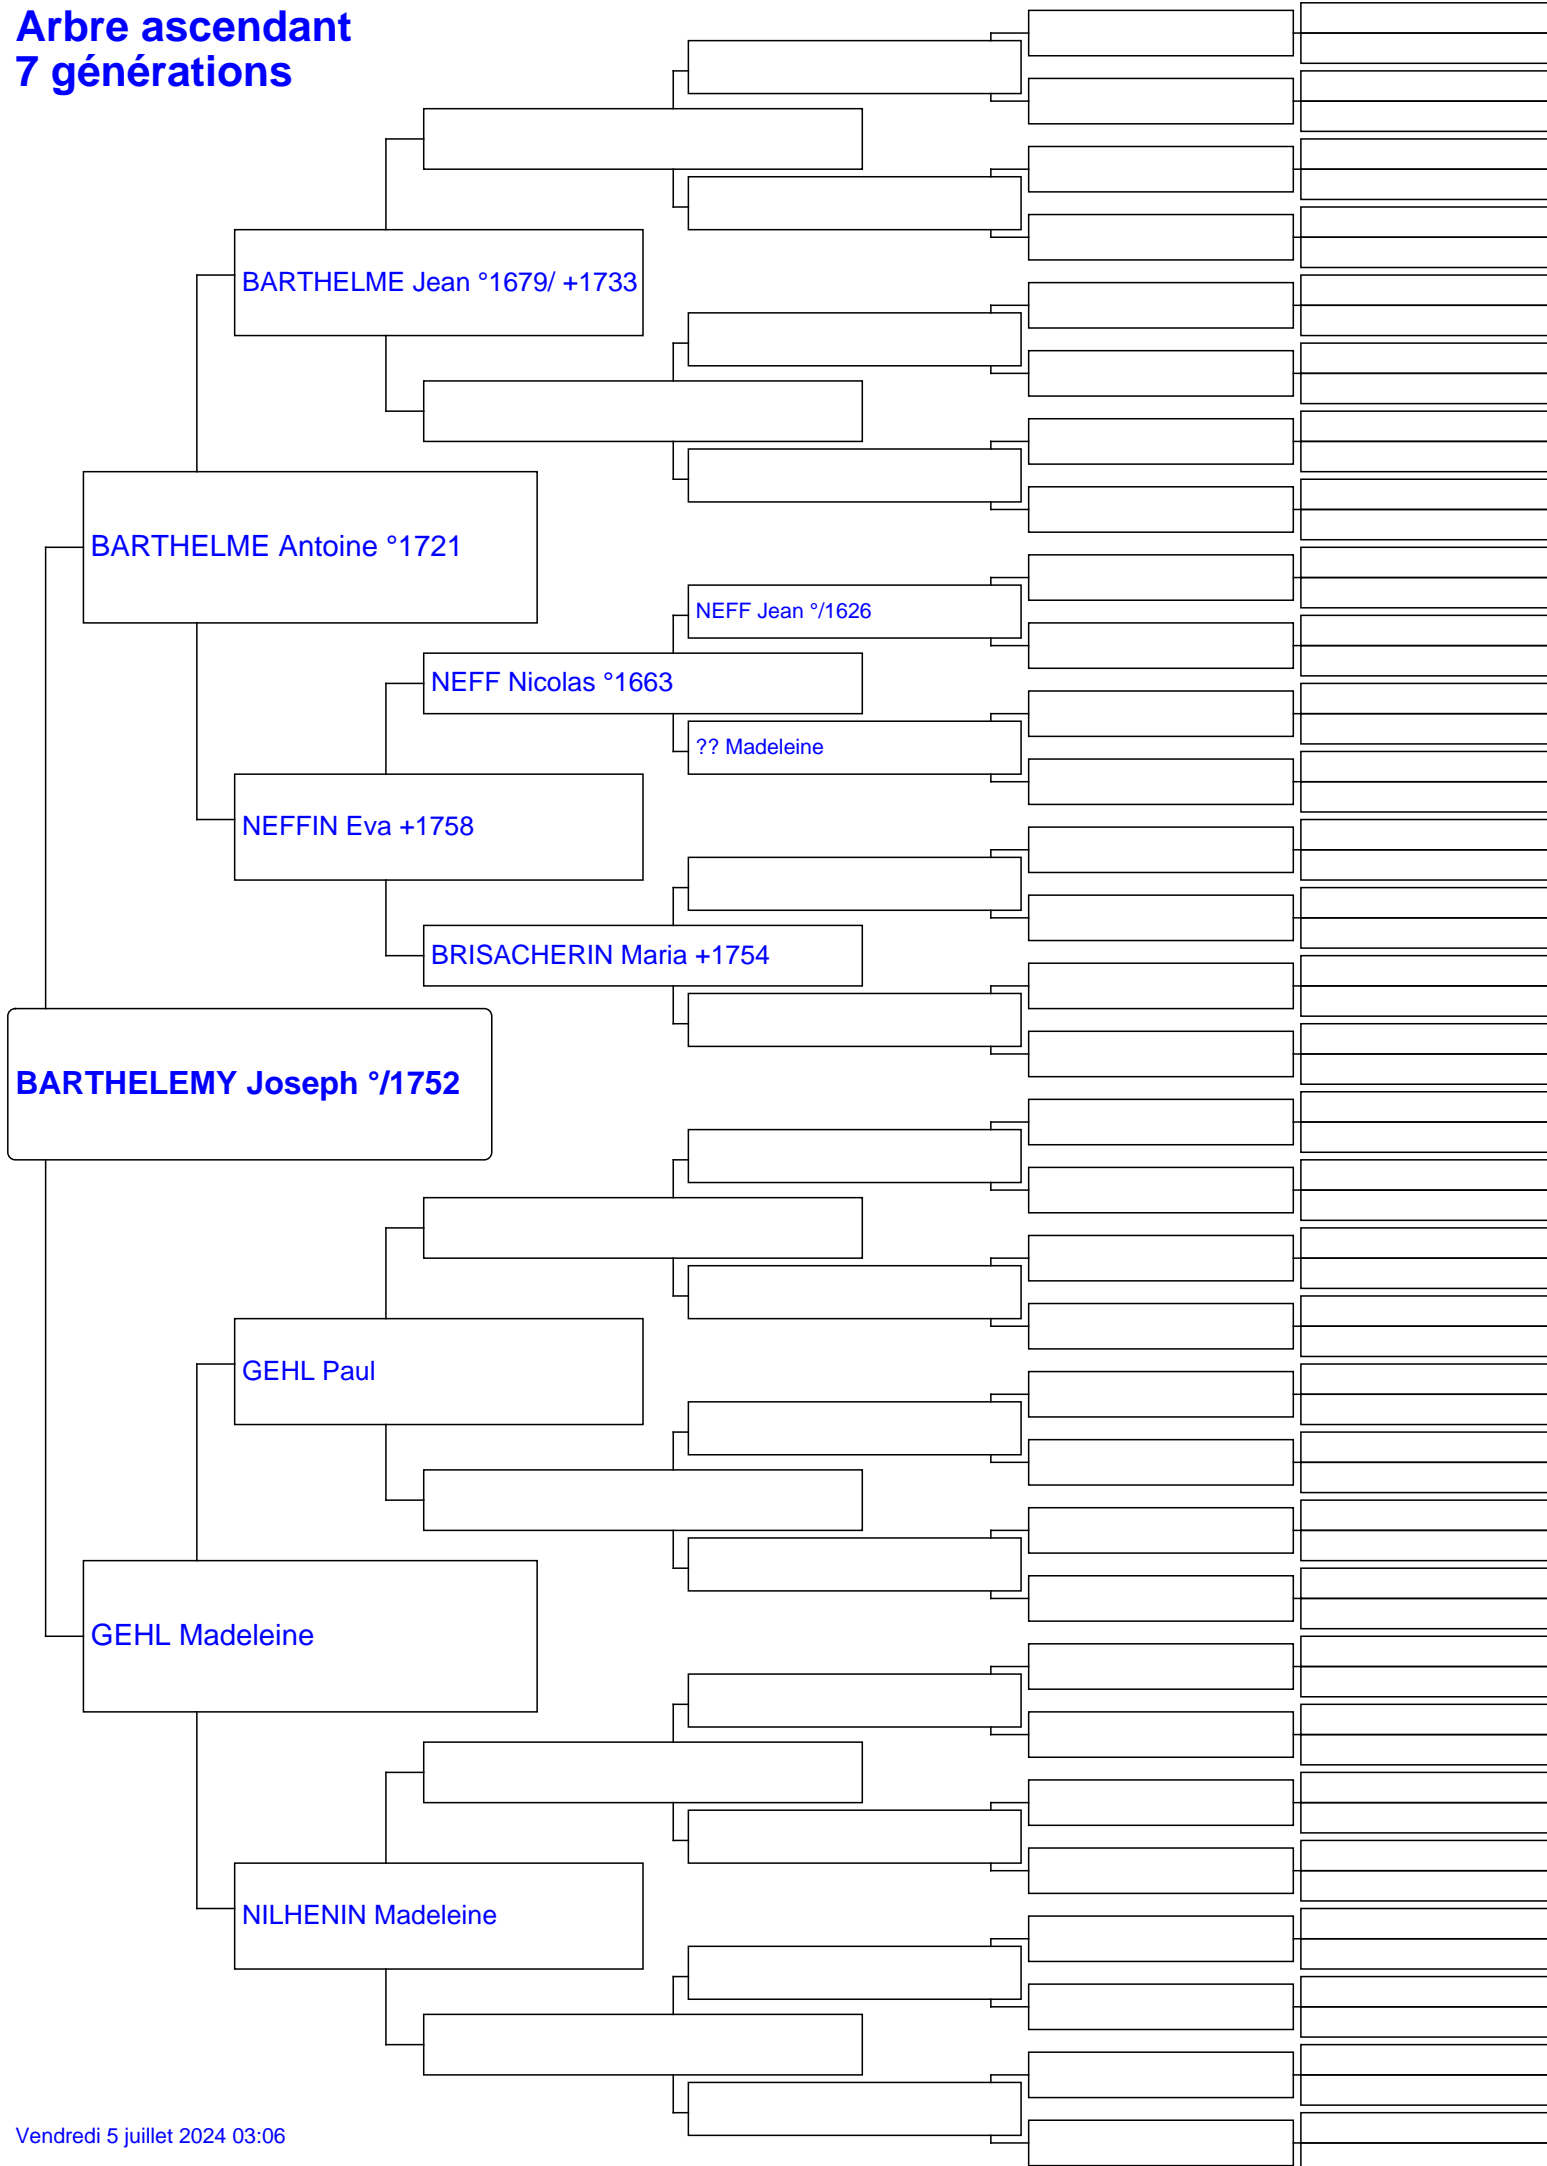 Arbre ascendant
7 générations
BARTHELME Jean °1679/ +1733
BARTHELME Antoine °1721
NEFF Jean °/1626
NEFF Nicolas °1663
?? Madeleine
NEFFIN Eva +1758
BRISACHERIN Maria +1754
BARTHELEMY Joseph °/1752
GEHL Paul
GEHL Madeleine
NILHENIN Madeleine
Vendredi 5 juillet 2024 03:06